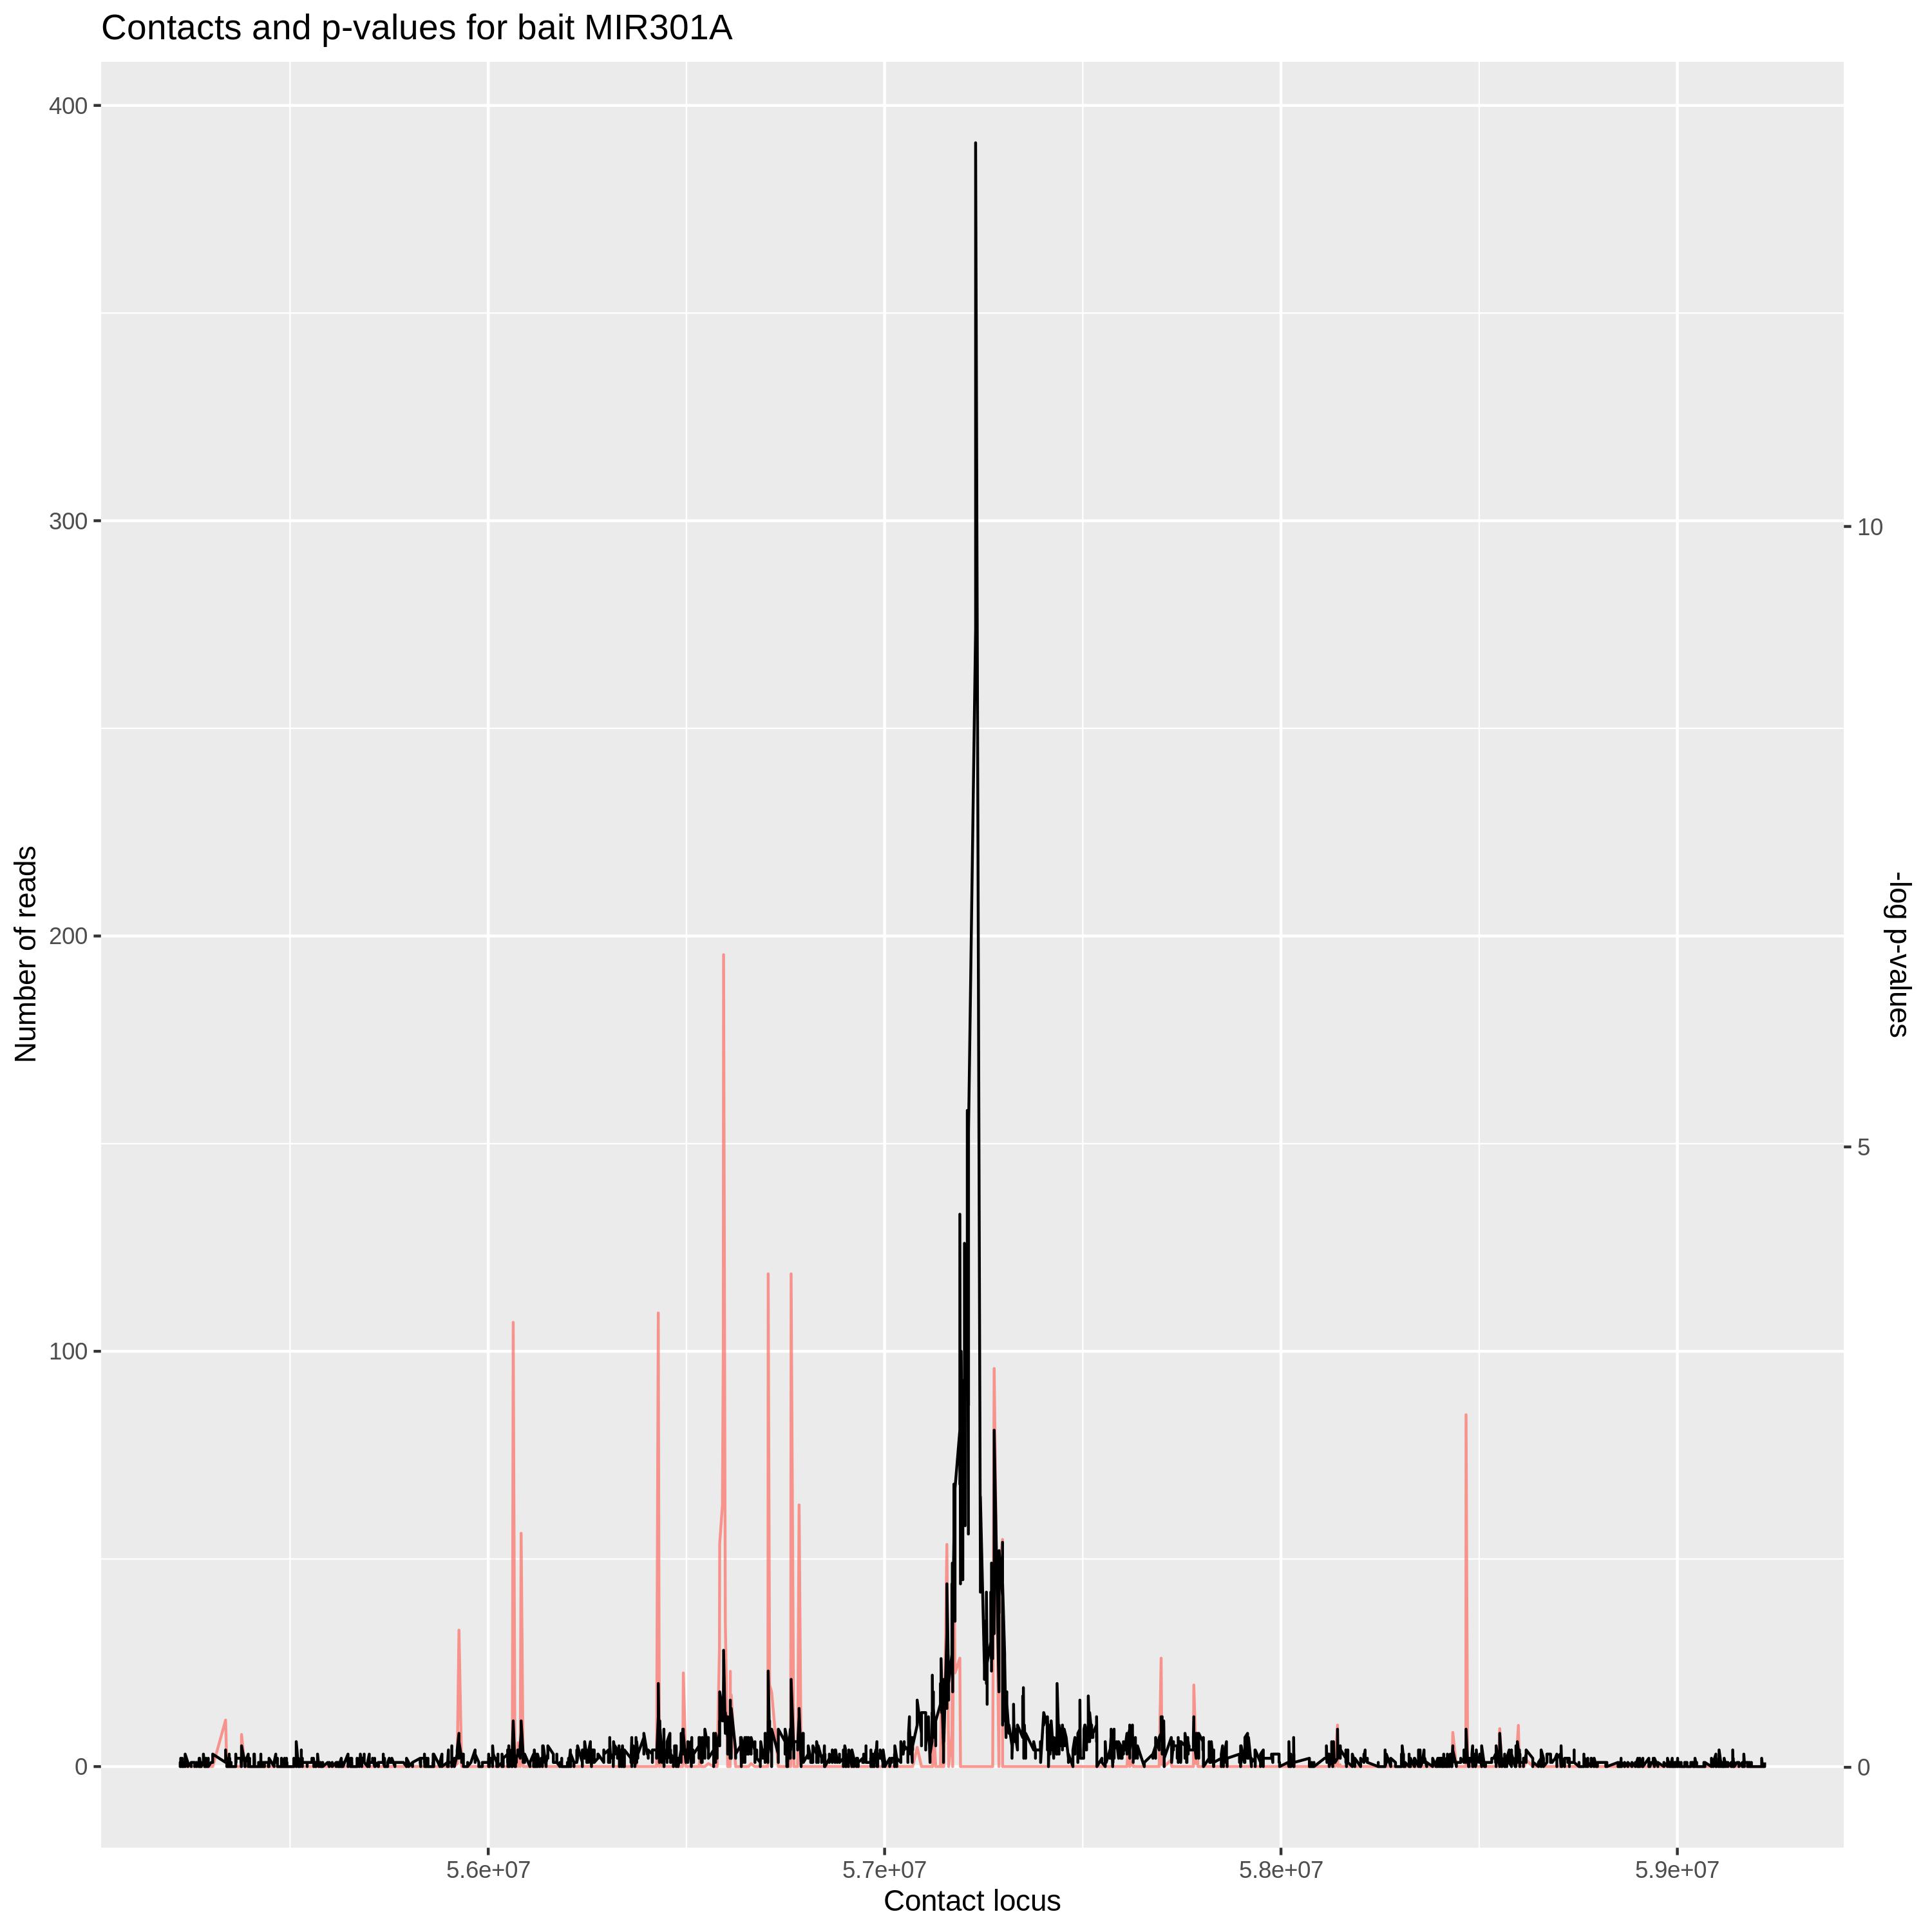 Contacts and p-values for bait MIR301A
400
300
200
100
0
Number of reads
10
5
0
-log p-values
5.6e+07
5.7e+07
5.8e+07
5.9e+07
Contact locus